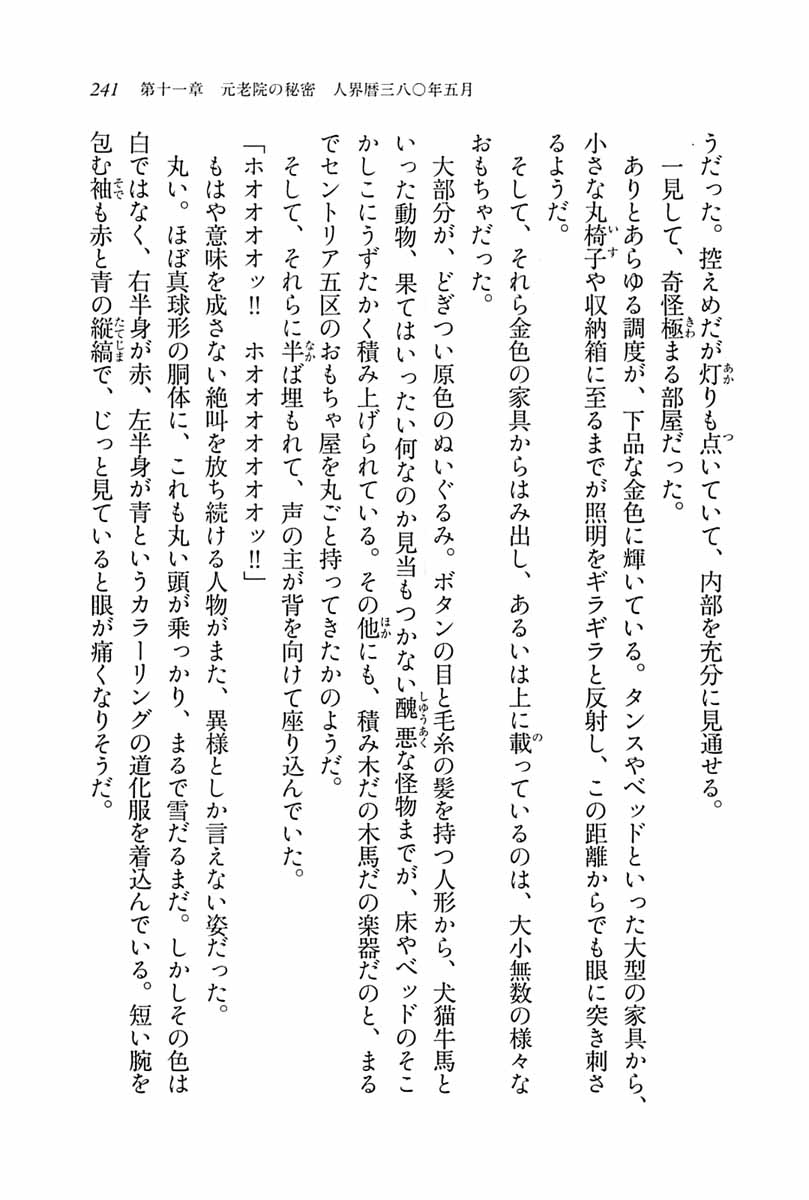 241 第十一章 元老院の秘密 人界暦三八〇年五月
うだった。控えめだが灯りも点いていて、内部を充分に見通せる。
一見して、奇怪極まる部屋だった。
ありとあらゆる調度が、下品な金色に輝いている。タンスやベッドといった大型の家具から、
小さな丸椅子や収納箱に至るまでが照明をギラギラと反射し、この距離からでも眼に突き刺さ
るようだ。
そして、それら金色の家具からはみ出し、あるいは上に載っているのは、大小無数の様々な
おもちゃだった。
大部分が、どぎつい原色のぬいぐるみ。ボタンの目と毛糸の髪を持つ人形から、犬猫牛馬と
いった動物、果てはいったい何なのか見当もつかない醜悪な怪物までが、床やベッドのそこ
かしこにうずたかく積み上げられている。その他にも、積み木だの木馬だの楽器だのと、まる
でセントリア五区のおもちゃ屋を丸ごと持ってきたかのようだ。
そして、それらに半ば埋もれて、声の主が背を向けて座り込んでいた。
「ホオオオオッ!! ホオオオオオオオッ!!」
もはや意味を成さない絶叫を放ち続ける人物がまた、異様としか言えない姿だった。
丸い。ほぼ真球形の胴体に、これも丸い頭が乗っかり、まるで雪だるまだ。しかしその色は
白ではなく、右半身が赤、左半身が青というカラーリングの道化服を着込んでいる。短い腕を
包む袖も赤と青の縦縞で、じっと見ていると眼が痛くなりそうだ。